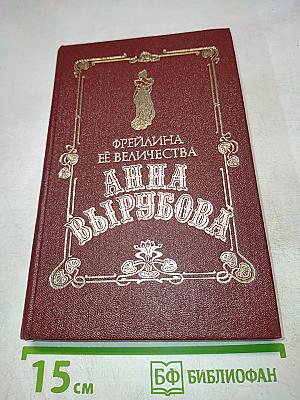 ФРЕЙЛИНА
ЕЁ ВЕЛИЧЕСТВА
АННА
ВЫРУБОВА
15 см
БФ БИБЛИОФАН